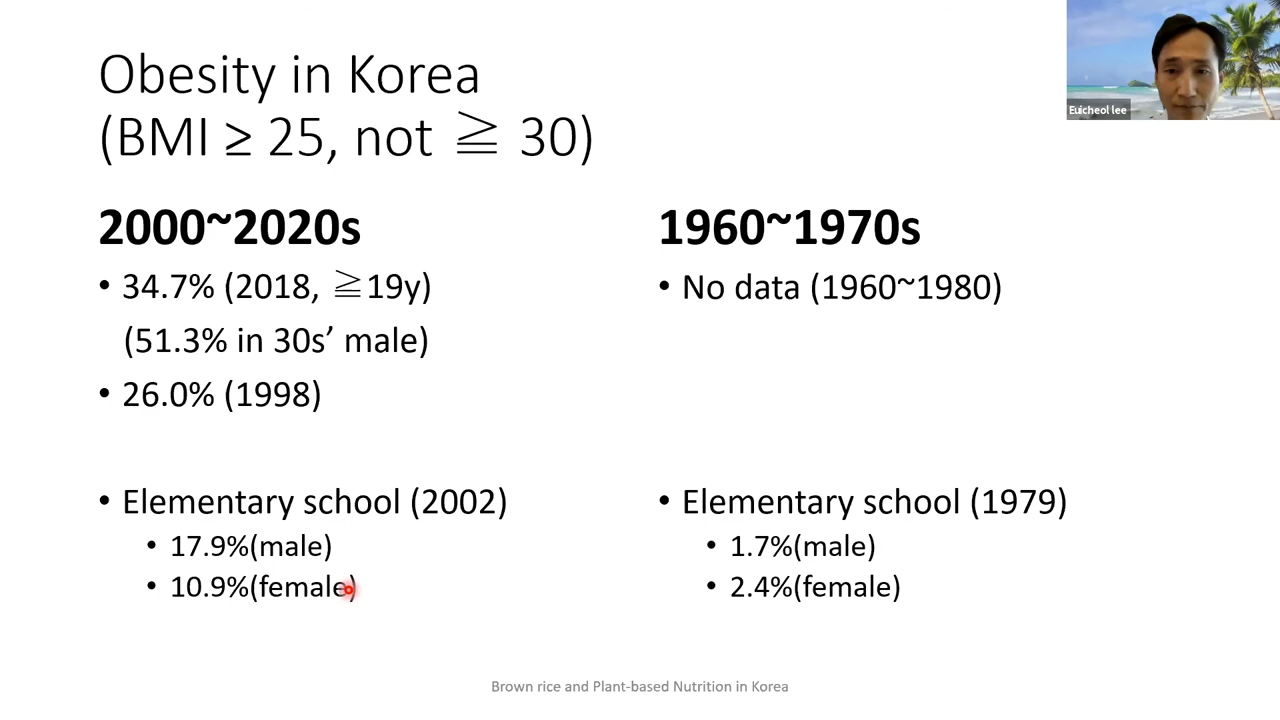 Obesity in Korea
(BMI ≥ 25, not ≧ 30)
Euicheol lee
2000~2020s
• 34.7% (2018, ≧19y)
(51.3% in 30s’ male)
• 26.0% (1998)
• Elementary school (2002)
• 17.9%(male)
• 10.9%(female)
1960~1970s
• No data (1960~1980)
• Elementary school (1979)
• 1.7%(male)
• 2.4%(female)
Brown rice and Plant-based Nutrition in Korea